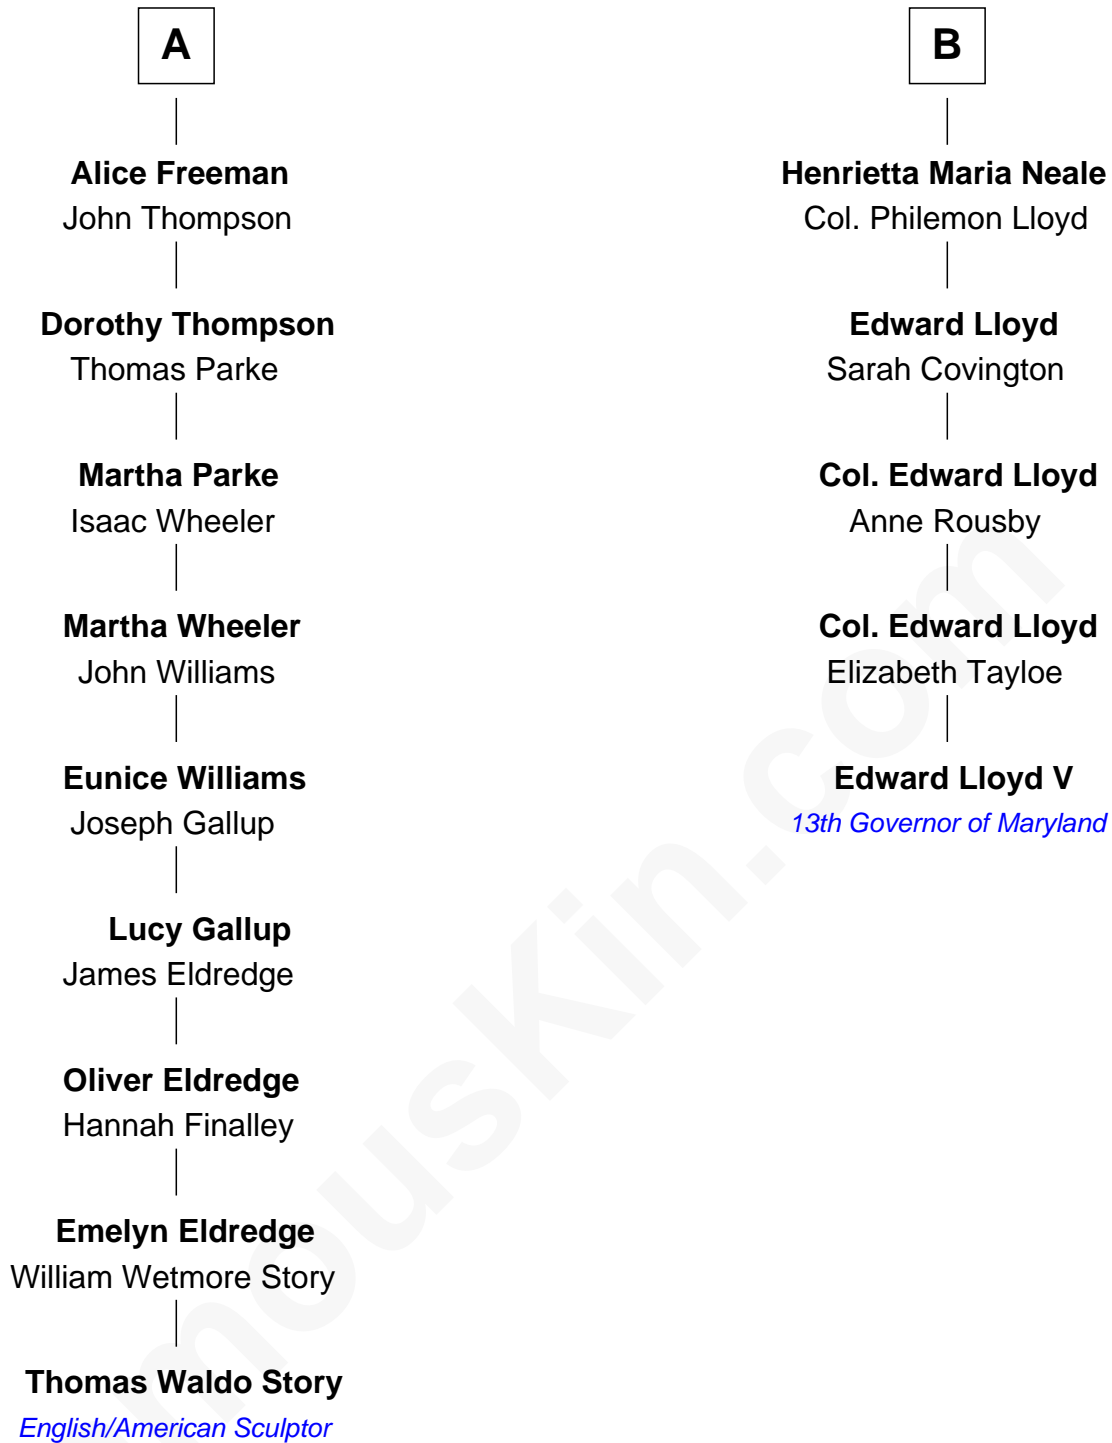 A
Alice Freeman
John Thompson
Dorothy Thompson
Thomas Parke
Martha Parke
Isaac Wheeler
Martha Wheeler
John Williams
Eunice Williams
Joseph Gallup
Lucy Gallup
James Eldredge
Oliver Eldredge
Hannah Finalley
Emelyn Eldredge
William Wetmore Story
Thomas Waldo Story
English/American Sculptor
B
Henrietta Maria Neale
Col. Philemon Lloyd
Edward Lloyd
Sarah Covington
Col. Edward Lloyd
Anne Rousby
Col. Edward Lloyd
Elizabeth Tayloe
Edward Lloyd V
13th Governor of Maryland
mousKin.com